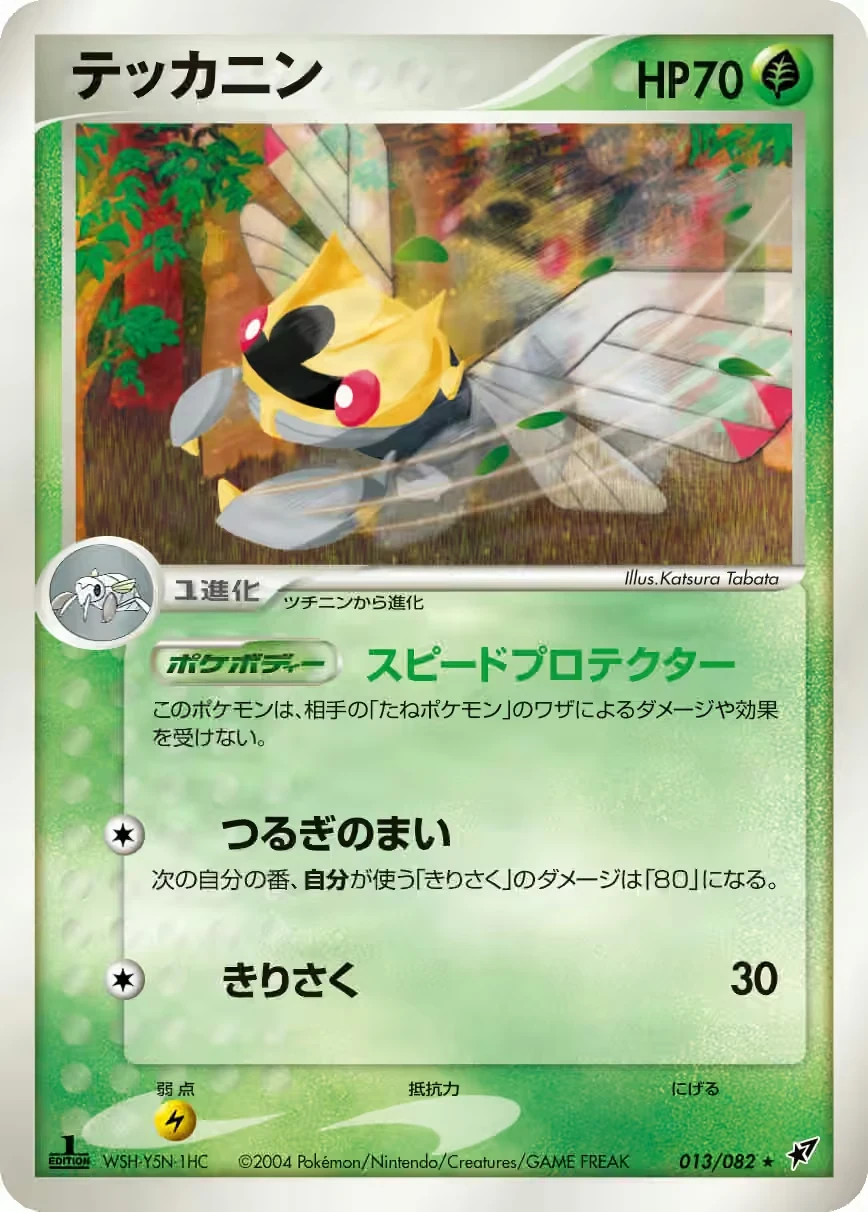 テッカニン
HP70
Illus.Katsura Tabata
1進化
ツチニンから進化
ポケボディー
スピードプロテクター
このポケモンは、相手の「たねポケモン」のワザによるダメージや効果
を受けない。
つるぎのまい
次の自分の番、自分が使う「きりさく」のダメージは「80」になる。
きりさく 30
弱点 抵抗力 にげる
1
EDITION
WSH-Y5N-1HC ©2004 Pokémon/Nintendo/Creatures/GAME FREAK 013/082 ★